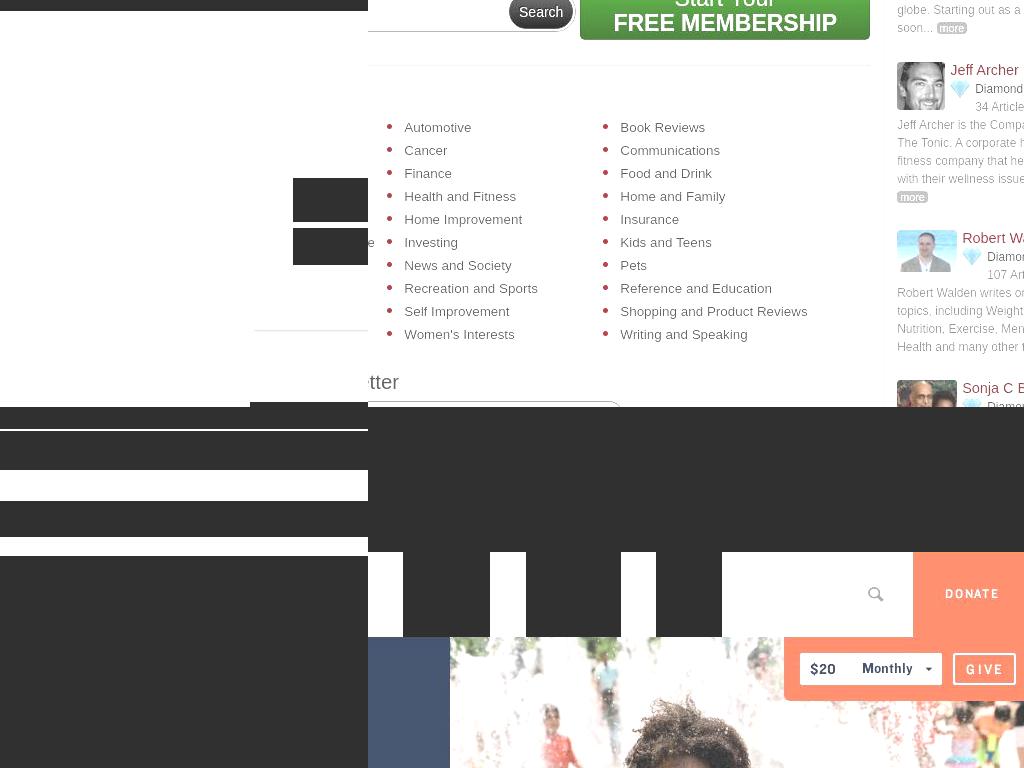 Search
FREE MEMBERSHIP
globe. Starting out as a
soon... more
Jeff Archer
Diamond
34 Article
Jeff Archer is the Compa
The Tonic. A corporate h
fitness company that he
with their wellness issue
more
Automotive
Cancer
Finance
Health and Fitness
Home Improvement
Investing
News and Society
Recreation and Sports
Self Improvement
Women's Interests
Book Reviews
Communications
Food and Drink
Home and Family
Insurance
Kids and Teens
Pets
Reference and Education
Shopping and Product Reviews
Writing and Speaking
Robert Wa
Diamon
107 Art
Robert Walden writes on
topics, including Weight
Nutrition, Exercise, Men
Health and many other t
tter
Sonja C B
DONATE
$20 Monthly
GIVE